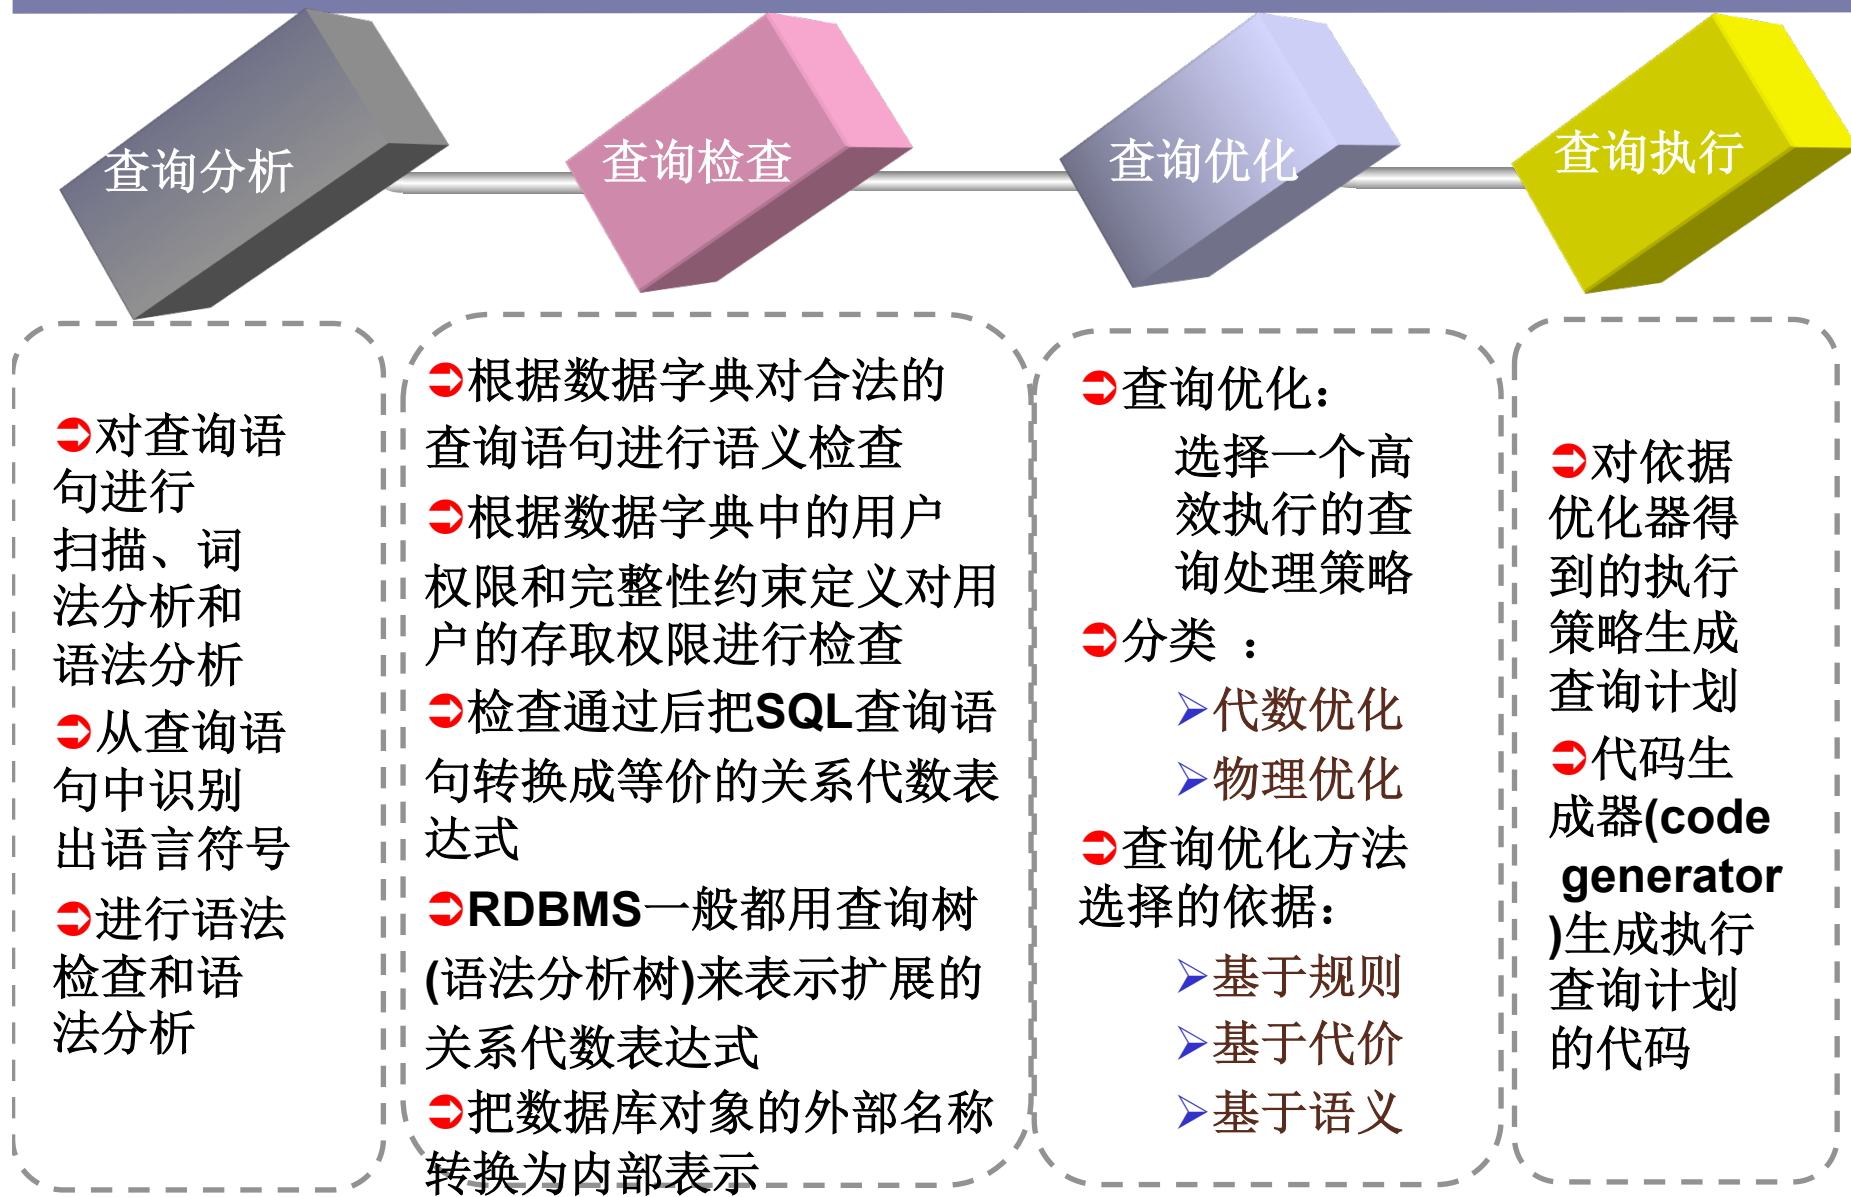 查询分析
查询检查
查询优化
查询执行
➲对查询语
句进行
扫描、词
法分析和
语法分析
➲从查询语
句中识别
出语言符号
➲进行语法
检查和语
法分析
➲根据数据字典对合法的
查询语句进行语义检查
➲根据数据字典中的用户
权限和完整性约束定义对用
户的存取权限进行检查
➲检查通过后把SQL查询语
句转换成等价的关系代数表
达式
➲RDBMS一般都用查询树
(语法分析树)来表示扩展的
关系代数表达式
➲把数据库对象的外部名称
转换为内部表示
➲查询优化：
选择一个高
效执行的查
询处理策略
➲分类 ：
➢代数优化
➢物理优化
➲查询优化方法
选择的依据：
➢基于规则
➢基于代价
➢基于语义
➲对依据
优化器得
到的执行
策略生成
查询计划
➲代码生
成器(code
generator
)生成执行
查询计划
的代码